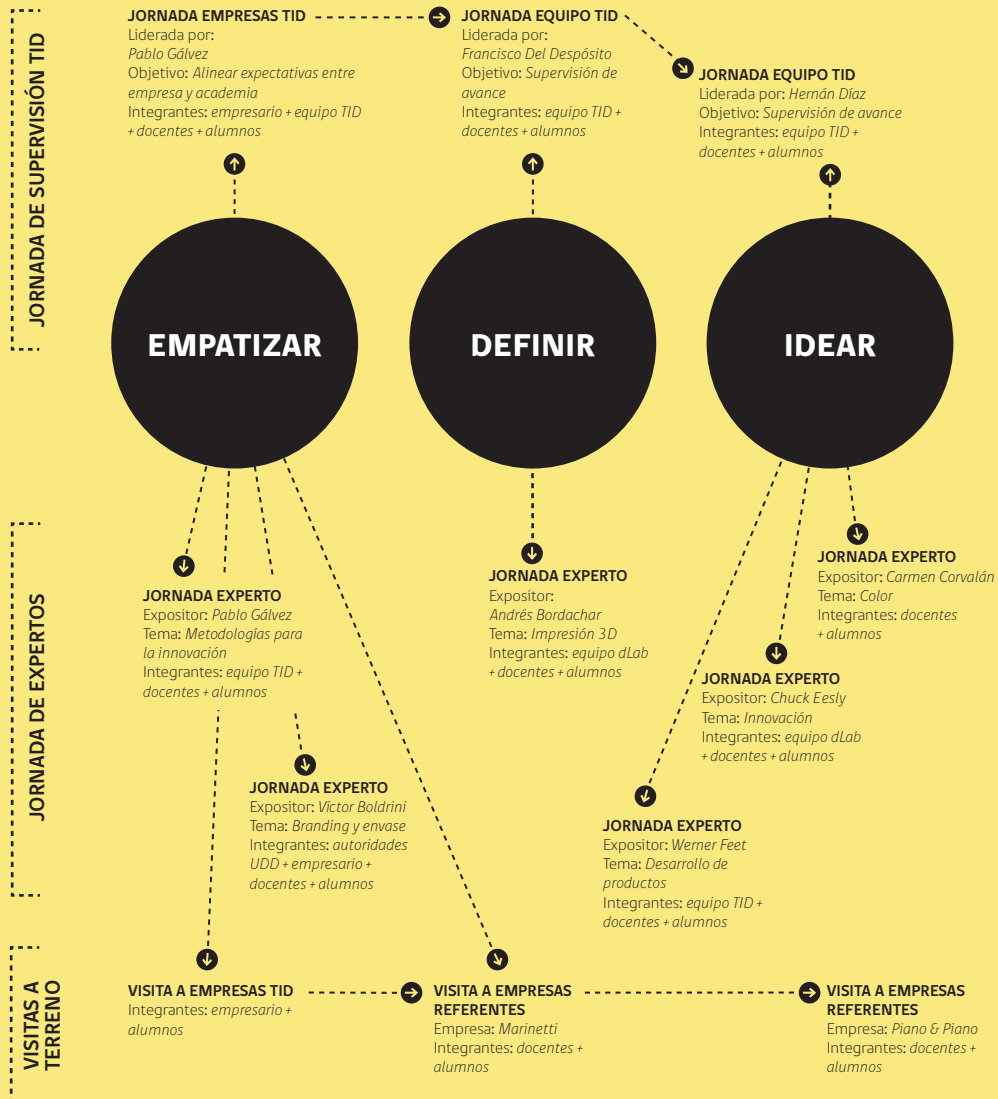 JORNADA DE SUPERVISIÓN TID
JORNADA EMPRESAS TID
Liderada por:
Pablo Gálvez
Objetivo: Alinear expectativas entre
empresa y academia
Integrantes: empresario + equipo TID
+ docentes + alumnos
JORNADA EQUIPO TID
Liderada por:
Francisco Del Despósito
Objetivo: Supervisión de
avance
Integrantes: equipo TID +
docentes + alumnos
JORNADA EQUIPO TID
Liderada por: Hernán Díaz
Objetivo: Supervisión de avance
Integrantes: equipo TID +
docentes + alumnos
EMPATIZAR
DEFINIR
IDEAR
JORNADA DE EXPERTOS
JORNADA EXPERTO
Expositor: Pablo Gálvez
Tema: Metodologías para
la innovación
Integrantes: equipo TID +
docentes + alumnos
JORNADA EXPERTO
Expositor: Víctor Boldrini
Tema: Branding y envase
Integrantes: autoridades
UDD + empresario +
docentes + alumnos
JORNADA EXPERTO
Expositor:
Andrés Bordachar
Tema: Impresión 3D
Integrantes: equipo dLab
+ docentes + alumnos
JORNADA EXPERTO
Expositor: Carmen Corvalán
Tema: Color
Integrantes: docentes
+ alumnos
JORNADA EXPERTO
Expositor: Chuck Eesly
Tema: Innovación
Integrantes: equipo dLab
+ docentes + alumnos
JORNADA EXPERTO
Expositor: Werner Feet
Tema: Desarrollo de
productos
Integrantes: equipo TID +
docentes + alumnos
VISITAS A
TERRENO
VISITA A EMPRESAS TID
Integrantes: empresario +
alumnos
VISITA A EMPRESAS
REFERENTES
Empresa: Marinetti
Integrantes: docentes +
alumnos
VISITA A EMPRESAS
REFERENTES
Empresa: Piano & Piano
Integrantes: docentes +
alumnos